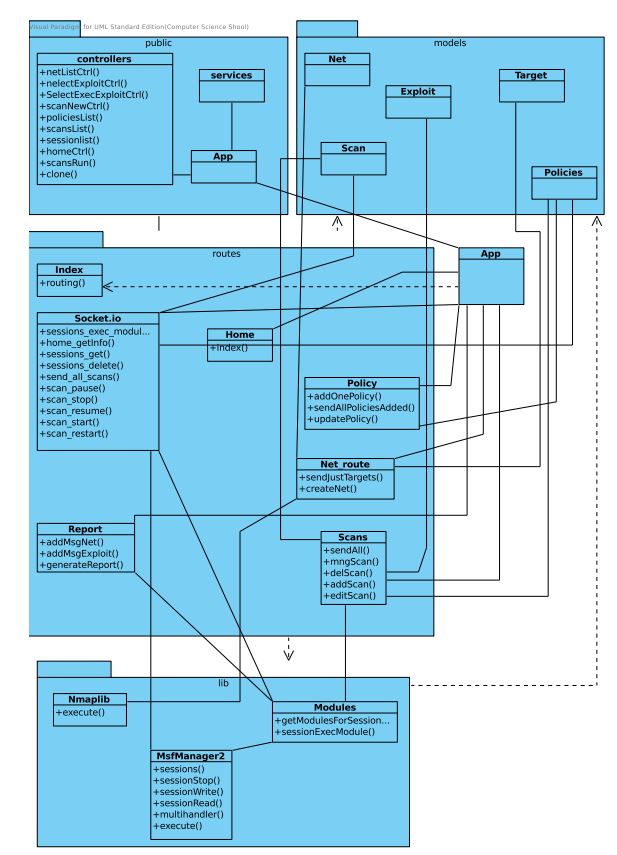 Visual Paradigm for UML Standard Edition(Computer Science Shool)
public
controllers
+netListCtrl()
+nelectExploitCtrl()
+SelectExecExploitCtrl()
+scanNewCtrl()
+policiesList()
+scansList()
+sessionlist()
+homeCtrl()
+scansRun()
+clone()
services
App
models
Net
Exploit
Target
Scan
Policies
routes
Index
+routing()
App
Socket.io
+sessions_exec_modul...
+home_getInfo()
+sessions_get()
+sessions_delete()
+send_all_scans()
+scan_pause()
+scan_stop()
+scan_resume()
+scan_start()
+scan_restart()
Home
+Index()
Policy
+addOnePolicy()
+sendAllPoliciesAdded()
+updatePolicy()
Net_route
+sendJustTargets()
+createNet()
Report
+addMsgNet()
+addMsgExploit()
+generateReport()
Scans
+sendAll()
+mngScan()
+delScan()
+addScan()
+editScan()
lib
Nmaplib
+execute()
Modules
+getModulesForSession...
+sessionExecModule()
MsfManager2
+sessions()
+sessionStop()
+sessionWrite()
+sessionRead()
+multihandler()
+execute()